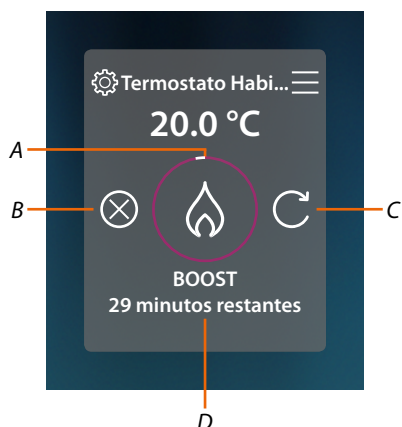 Termostato Habi...
20.0 °C
A
B
C
BOOST
29 minutos restantes
D